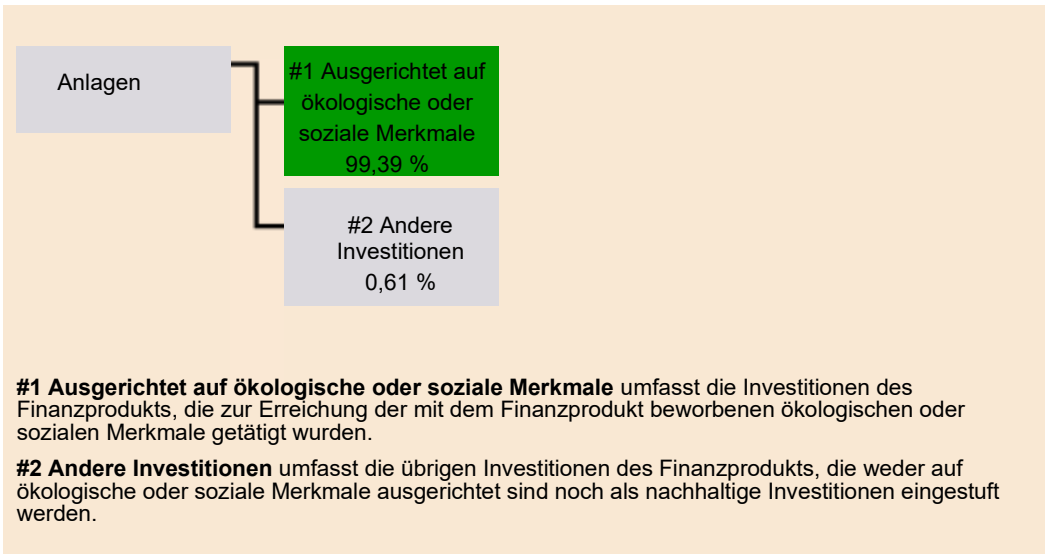 Anlagen
#1 Ausgerichtet auf
ökologische oder
soziale Merkmale
99,39 %
#2 Andere
Investitionen
0,61 %
#1 Ausgerichtet auf ökologische oder soziale Merkmale umfasst die Investitionen des
Finanzprodukts, die zur Erreichung der mit dem Finanzprodukt beworbenen ökologischen oder
sozialen Merkmale getätigt wurden.
#2 Andere Investitionen umfasst die übrigen Investitionen des Finanzprodukts, die weder auf
ökologische oder soziale Merkmale ausgerichtet sind noch als nachhaltige Investitionen eingestuft
werden.